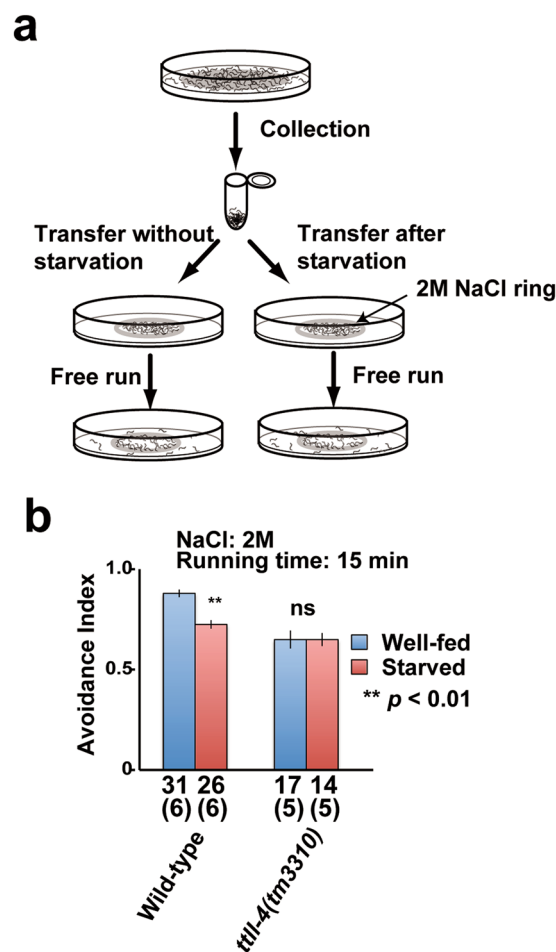 a
Collection
Transfer without
starvation
Transfer after
starvation
2M NaCl ring
Free run
Free run
b
NaCl: 2M
Running time: 15 min
Avoidance Index
1.0
0.5
0
**
ns
Well-fed
Starved
** p < 0.01
31 26 17 14
(6) (6) (5) (5)
Wild-type
ttll-4(tm3310)